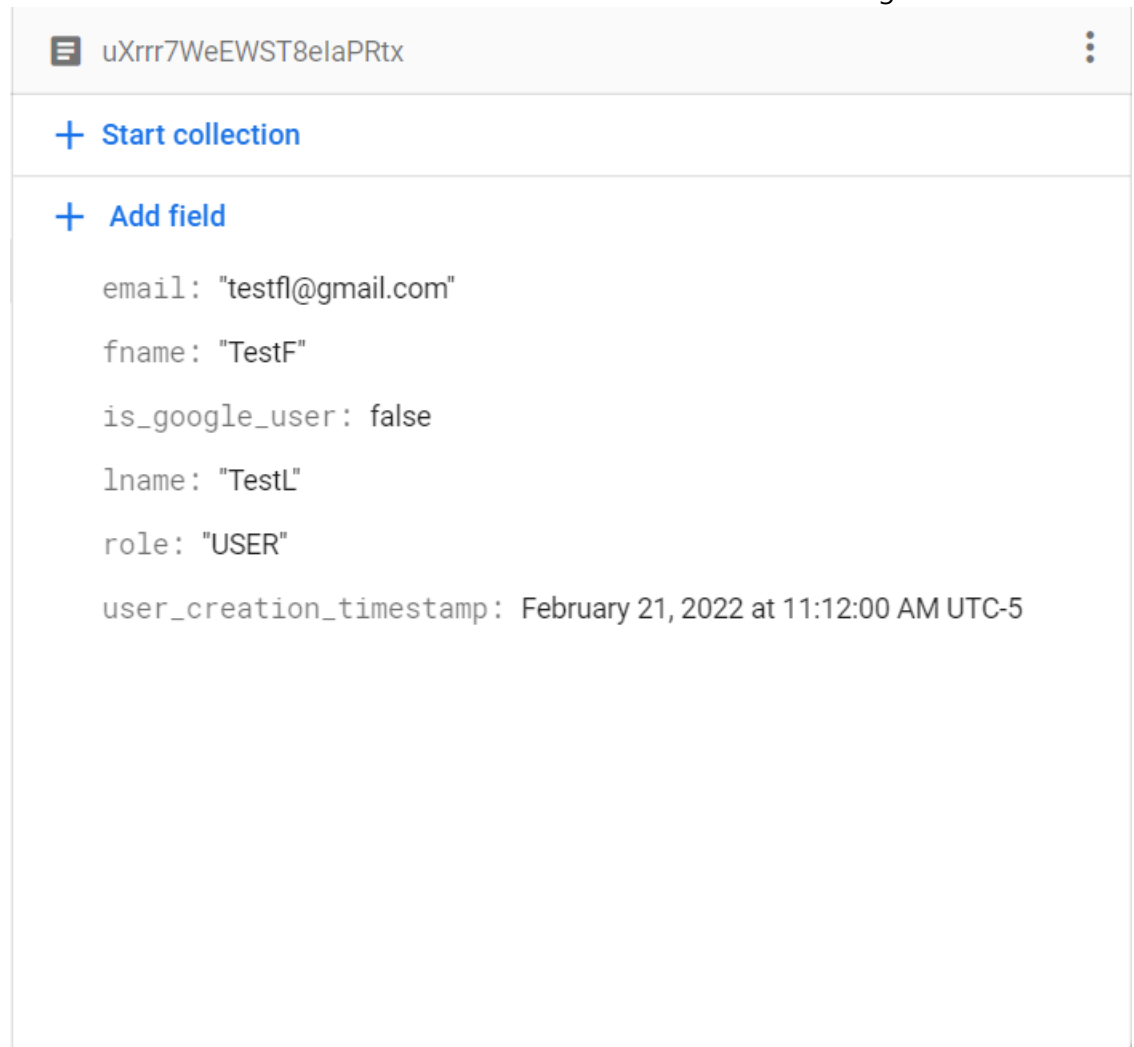 uXrrr7WeEWST8eIaPRtx
Start collection
Add field
email: "testfl@gmail.com"
fname: "TestF"
is_google_user: false
lname: "TestL"
role: "USER"
user_creation_timestamp: February 21, 2022 at 11:12:00 AM UTC-5